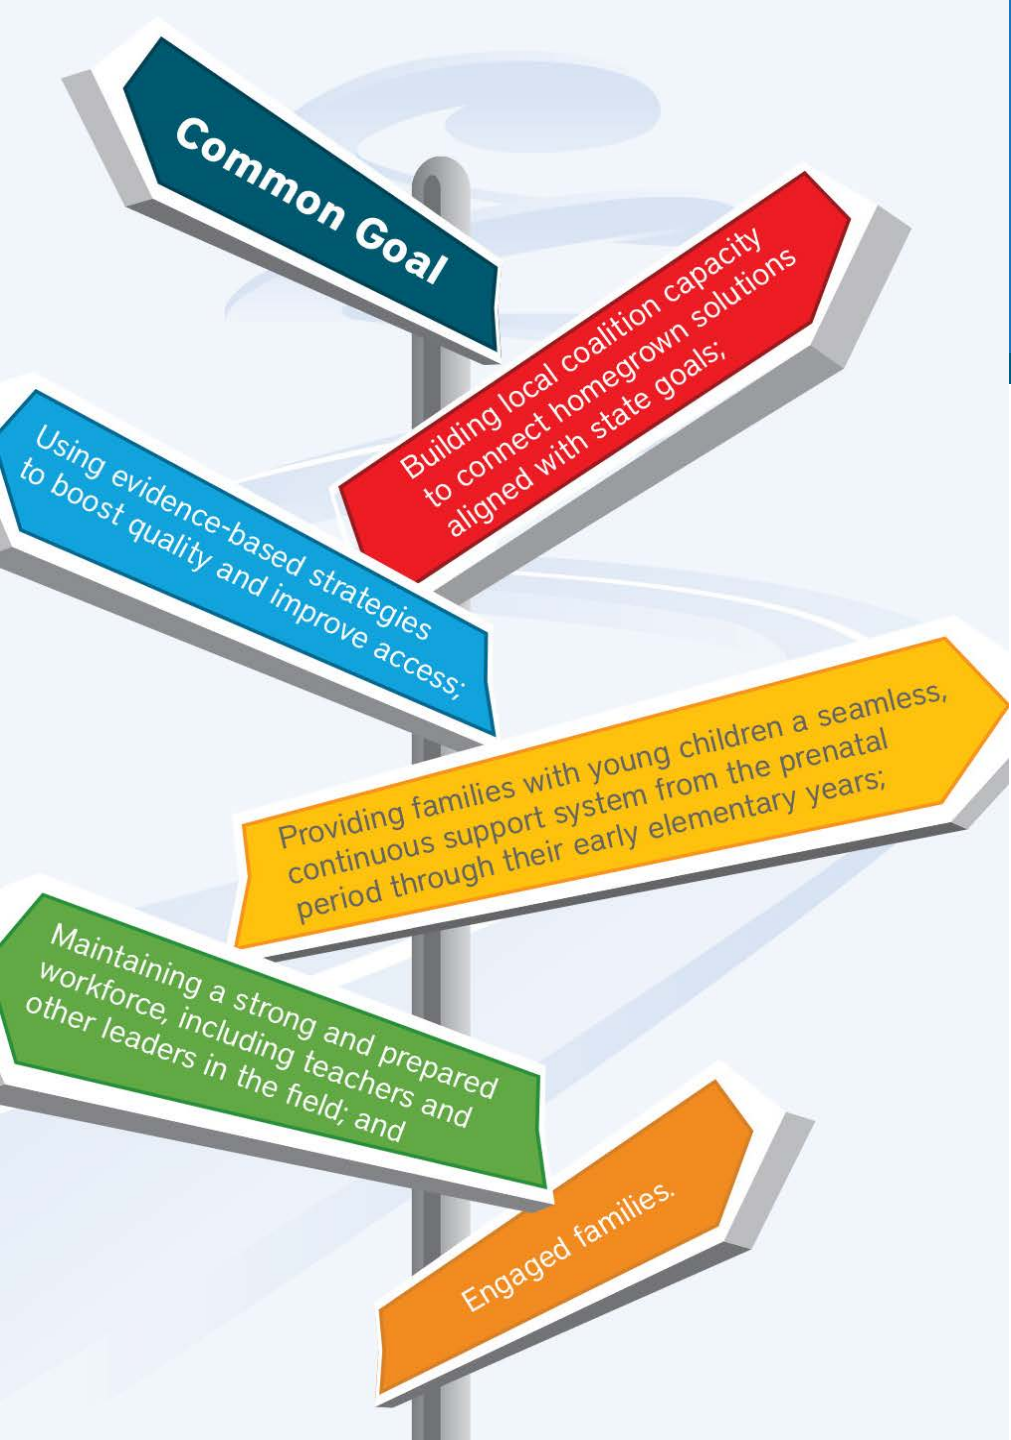 Common Goal
Building local coalition capacity
to connect homegrown solutions
aligned with state goals;
Using evidence-based strategies
to boost quality and improve access;
Providing families with young children a seamless,
continuous support system from the prenatal
period through their early elementary years;
Maintaining a strong and prepared
workforce, including teachers and
other leaders in the field; and
Engaged families.